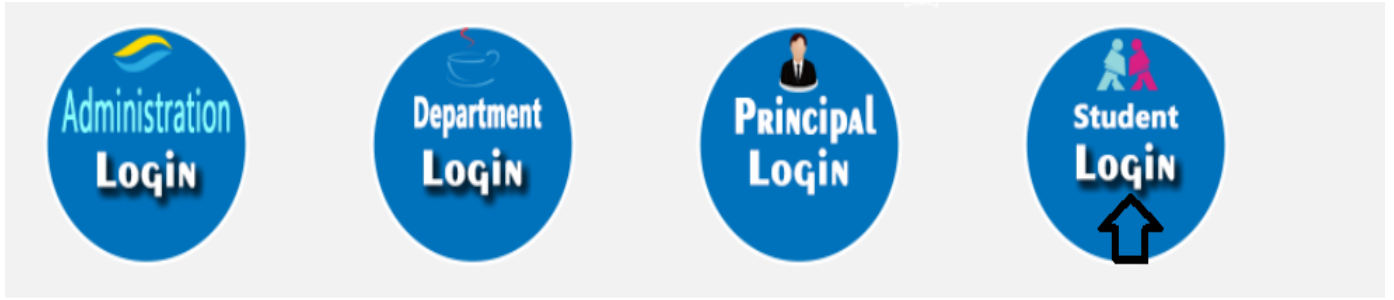 Administration
Login
Department
Login
Principal
Login
Student
Login